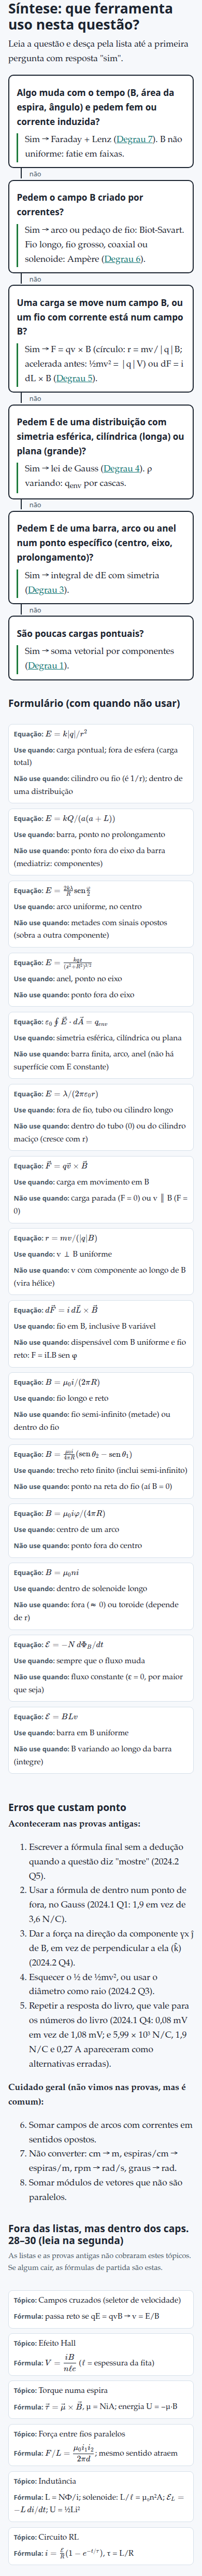 Síntese: que ferramenta
uso nesta questão?
Leia a questão e desça pela lista até a primeira
pergunta com resposta "sim".
Algo muda com o tempo (B, área da
espira, ângulo) e pedem fem ou
corrente induzida?
Sim → Faraday + Lenz (Degrau 7). B não
uniforme: fatie em faixas.
não
Pedem o campo B criado por
correntes?
Sim → arco ou pedaço de fio: Biot-Savart.
Fio longo, fio grosso, coaxial ou
solenoide: Ampère (Degrau 6).
não
Uma carga se move num campo B, ou
um fio com corrente está num campo
B?
Sim → F = qv × B (círculo: r = mv/|q|B;
acelerada antes: ½mv² = |q|V) ou dF = i
dL × B (Degrau 5).
não
Pedem E de uma distribuição com
simetria esférica, cilíndrica (longa) ou
plana (grande)?
Sim → lei de Gauss (Degrau 4). ρ
variando: q_env por cascas.
não
Pedem E de uma barra, arco ou anel
num ponto específico (centro, eixo,
prolongamento)?
Sim → integral de dE com simetria
(Degrau 3).
não
São poucas cargas pontuais?
Sim → soma vetorial por componentes
(Degrau 1).
Formulário (com quando não usar)
Equação: E = k|q|/r²
Use quando: carga pontual; fora de esfera (carga
total)
Não use quando: cilindro ou fio (é 1/r); dentro de
uma distribuição
Equação: E = kQ/(a(a + L))
Use quando: barra, ponto no prolongamento
Não use quando: ponto fora do eixo da barra
(mediatriz: componentes)
Equação: E = 2kλ/R sen φ/2
Use quando: arco uniforme, no centro
Não use quando: metades com sinais opostos
(sobra a outra componente)
Equação: E = kqz/(z²+R²)^3/2
Use quando: anel, ponto no eixo
Não use quando: ponto fora do eixo
Equação: ε₀ ∮ E⃗ · dA⃗ = q_env
Use quando: simetria esférica, cilíndrica ou plana
Não use quando: barra finita, arco, anel (não há
superfície com E constante)
Equação: E = λ/(2πε₀r)
Use quando: fora de fio, tubo ou cilindro longo
Não use quando: dentro do tubo (0) ou do cilindro
maciço (cresce com r)
Equação: F⃗ = qv⃗ × B⃗
Use quando: carga em movimento em B
Não use quando: carga parada (F = 0) ou v ∥ B (F =
0)
Equação: r = mv/(|q|B)
Use quando: v ⊥ B uniforme
Não use quando: v com componente ao longo de B
(vira hélice)
Equação: dF⃗ = i dL⃗ × B⃗
Use quando: fio em B, inclusive B variável
Não use quando: dispensável com B uniforme e fio
reto: F = iLB sen φ
Equação: B = μ₀i/(2πR)
Use quando: fio longo e reto
Não use quando: fio semi-infinito (metade) ou
dentro do fio
Equação: B = μ₀i/4πR (sen θ₂ − sen θ₁)
Use quando: trecho reto finito (inclui semi-infinito)
Não use quando: ponto na reta do fio (aí B = 0)
Equação: B = μ₀iφ/(4πR)
Use quando: centro de um arco
Não use quando: ponto fora do centro
Equação: B = μ₀ni
Use quando: dentro de solenoide longo
Não use quando: fora (≈ 0) ou toroide (depende
de r)
Equação: ℰ = −N dΦ_B/dt
Use quando: sempre que o fluxo muda
Não use quando: fluxo constante (ε = 0, por maior
que seja)
Equação: ℰ = BLv
Use quando: barra em B uniforme
Não use quando: B variando ao longo da barra
(integre)
Erros que custam ponto
Aconteceram nas provas antigas:
1. Escrever a fórmula final sem a dedução
quando a questão diz "mostre" (2024.2
Q5).
2. Usar a fórmula de dentro num ponto de
fora, no Gauss (2024.1 Q1: 1,9 em vez de
3,6 N/C).
3. Dar a força na direção da componente γx ĵ
de B, em vez de perpendicular a ela (k̂)
(2024.2 Q4).
4. Esquecer o ½ de ½mv², ou usar o
diâmetro como raio (2024.2 Q3).
5. Repetir a resposta do livro, que vale para
os números do livro (2024.1 Q4: 0,08 mV
em vez de 1,08 mV; e 5,99 × 10³ N/C, 1,9
N/C e 0,27 A apareceram como
alternativas erradas).
Cuidado geral (não vimos nas provas, mas é
comum):
6. Somar campos de arcos com correntes em
sentidos opostos.
7. Não converter: cm → m, espiras/cm →
espiras/m, rpm → rad/s, graus → rad.
8. Somar módulos de vetores que não são
paralelos.
Fora das listas, mas dentro dos caps.
28–30 (leia na segunda)
As listas e as provas antigas não cobraram estes tópicos.
Se algum cair, as fórmulas de partida são estas.
Tópico: Campos cruzados (seletor de velocidade)
Fórmula: passa reto se qE = qvB → v = E/B
Tópico: Efeito Hall
Fórmula: V = iB/nℓe (ℓ = espessura da fita)
Tópico: Torque numa espira
Fórmula: τ⃗ = μ⃗ × B⃗, μ = NiA; energia U = −μ·B
Tópico: Força entre fios paralelos
Fórmula: F/L = μ₀i₁i₂/2πd; mesmo sentido atraem
Tópico: Indutância
Fórmula: L = NΦ/i; solenoide: L/ℓ = μ₀n²A; ℰ_L =
−L di/dt; U = ½Li²
Tópico: Circuito RL
Fórmula: i = ℰ/R (1 − e^−t/τ), τ = L/R